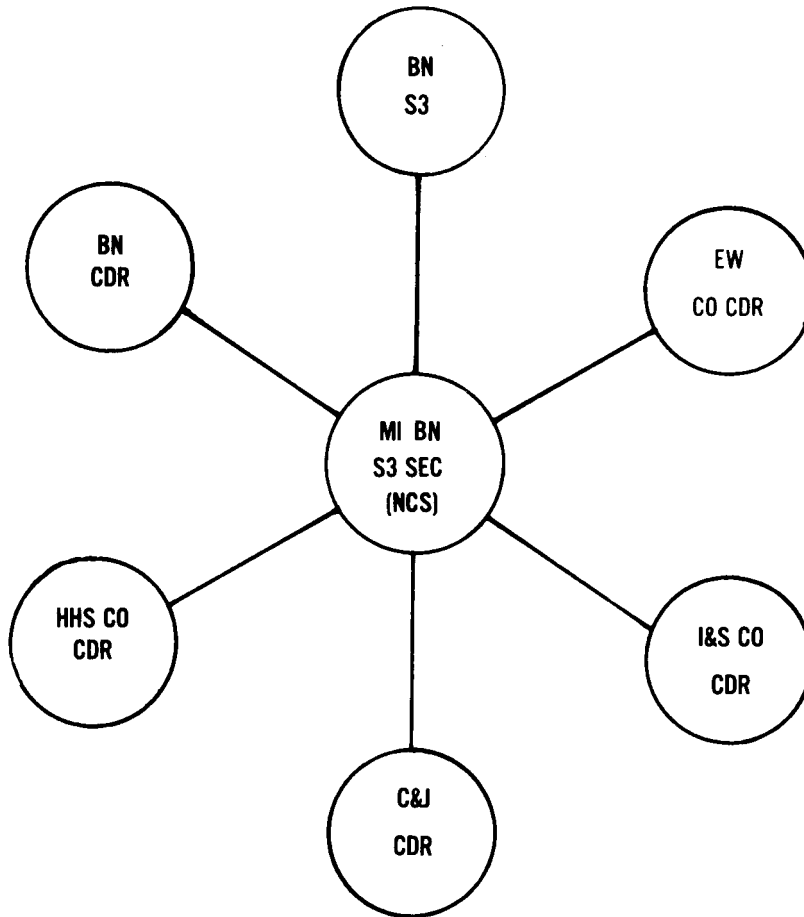 BN
S3
BN
CDR
EW
CO CDR
MI BN
S3 SEC
(NCS)
HHS CO
CDR
I&S CO
CDR
C&J
CDR